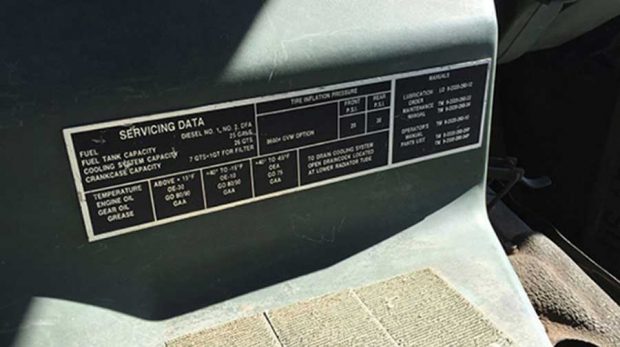 SERVICING DATA
FUEL DIESEL NO. 1, NO. 2, DFA
FUEL TANK CAPACITY 25 GALS.
COOLING SYSTEM CAPACITY 26 QTS
CRANKCASE CAPACITY 7 QTS+1QT FOR FILTER
TEMPERATURE ABOVE + 15°F +40° TO -15°F +40° TO -65°F
ENGINE OIL OE-30 OE-10 OEA
GEAR OIL GO 80/90 GO 80/90 GO 75
GREASE GAA GAA GAA
TIRE INFLATION PRESSURE
FRONT P.S.I. REAR P.S.I.
8600# GVW OPTION 20 30
TO DRAIN COOLING SYSTEM
OPEN DRAINCOCK LOCATED
AT LOWER RADIATOR TUBE
MANUALS
LUBRICATION
ORDER
MAINTENANCE
MANUAL
OPERATOR'S
MANUAL
PARTS LIST